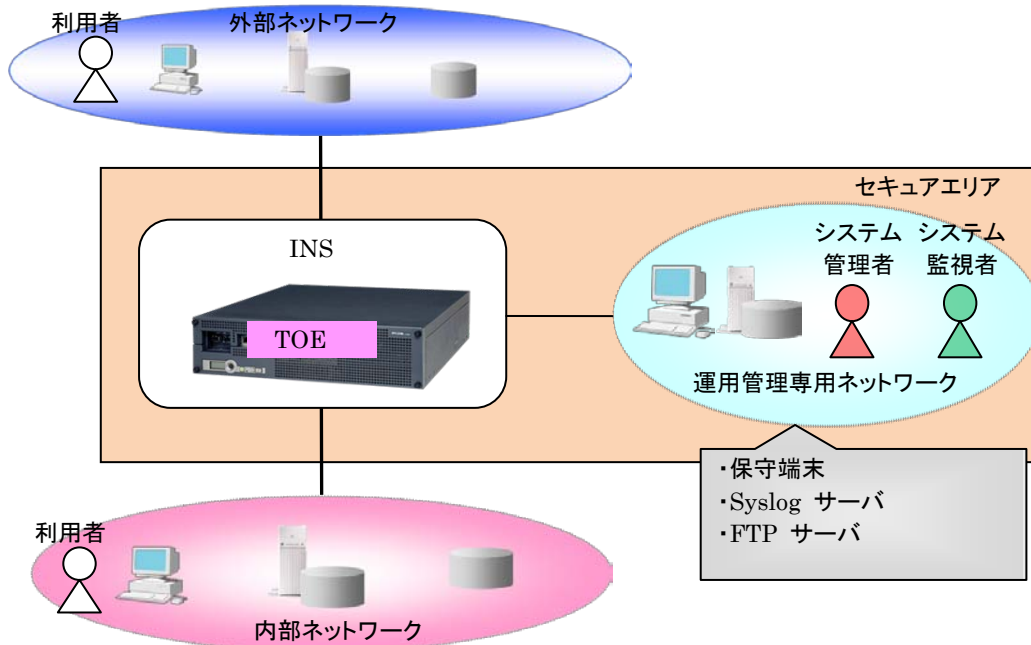 利用者
外部ネットワーク
セキュアエリア
INS
TOE
システム
管理者
システム
監視者
運用管理専用ネットワーク
・保守端末
・Syslog サーバ
・FTP サーバ
利用者
内部ネットワーク